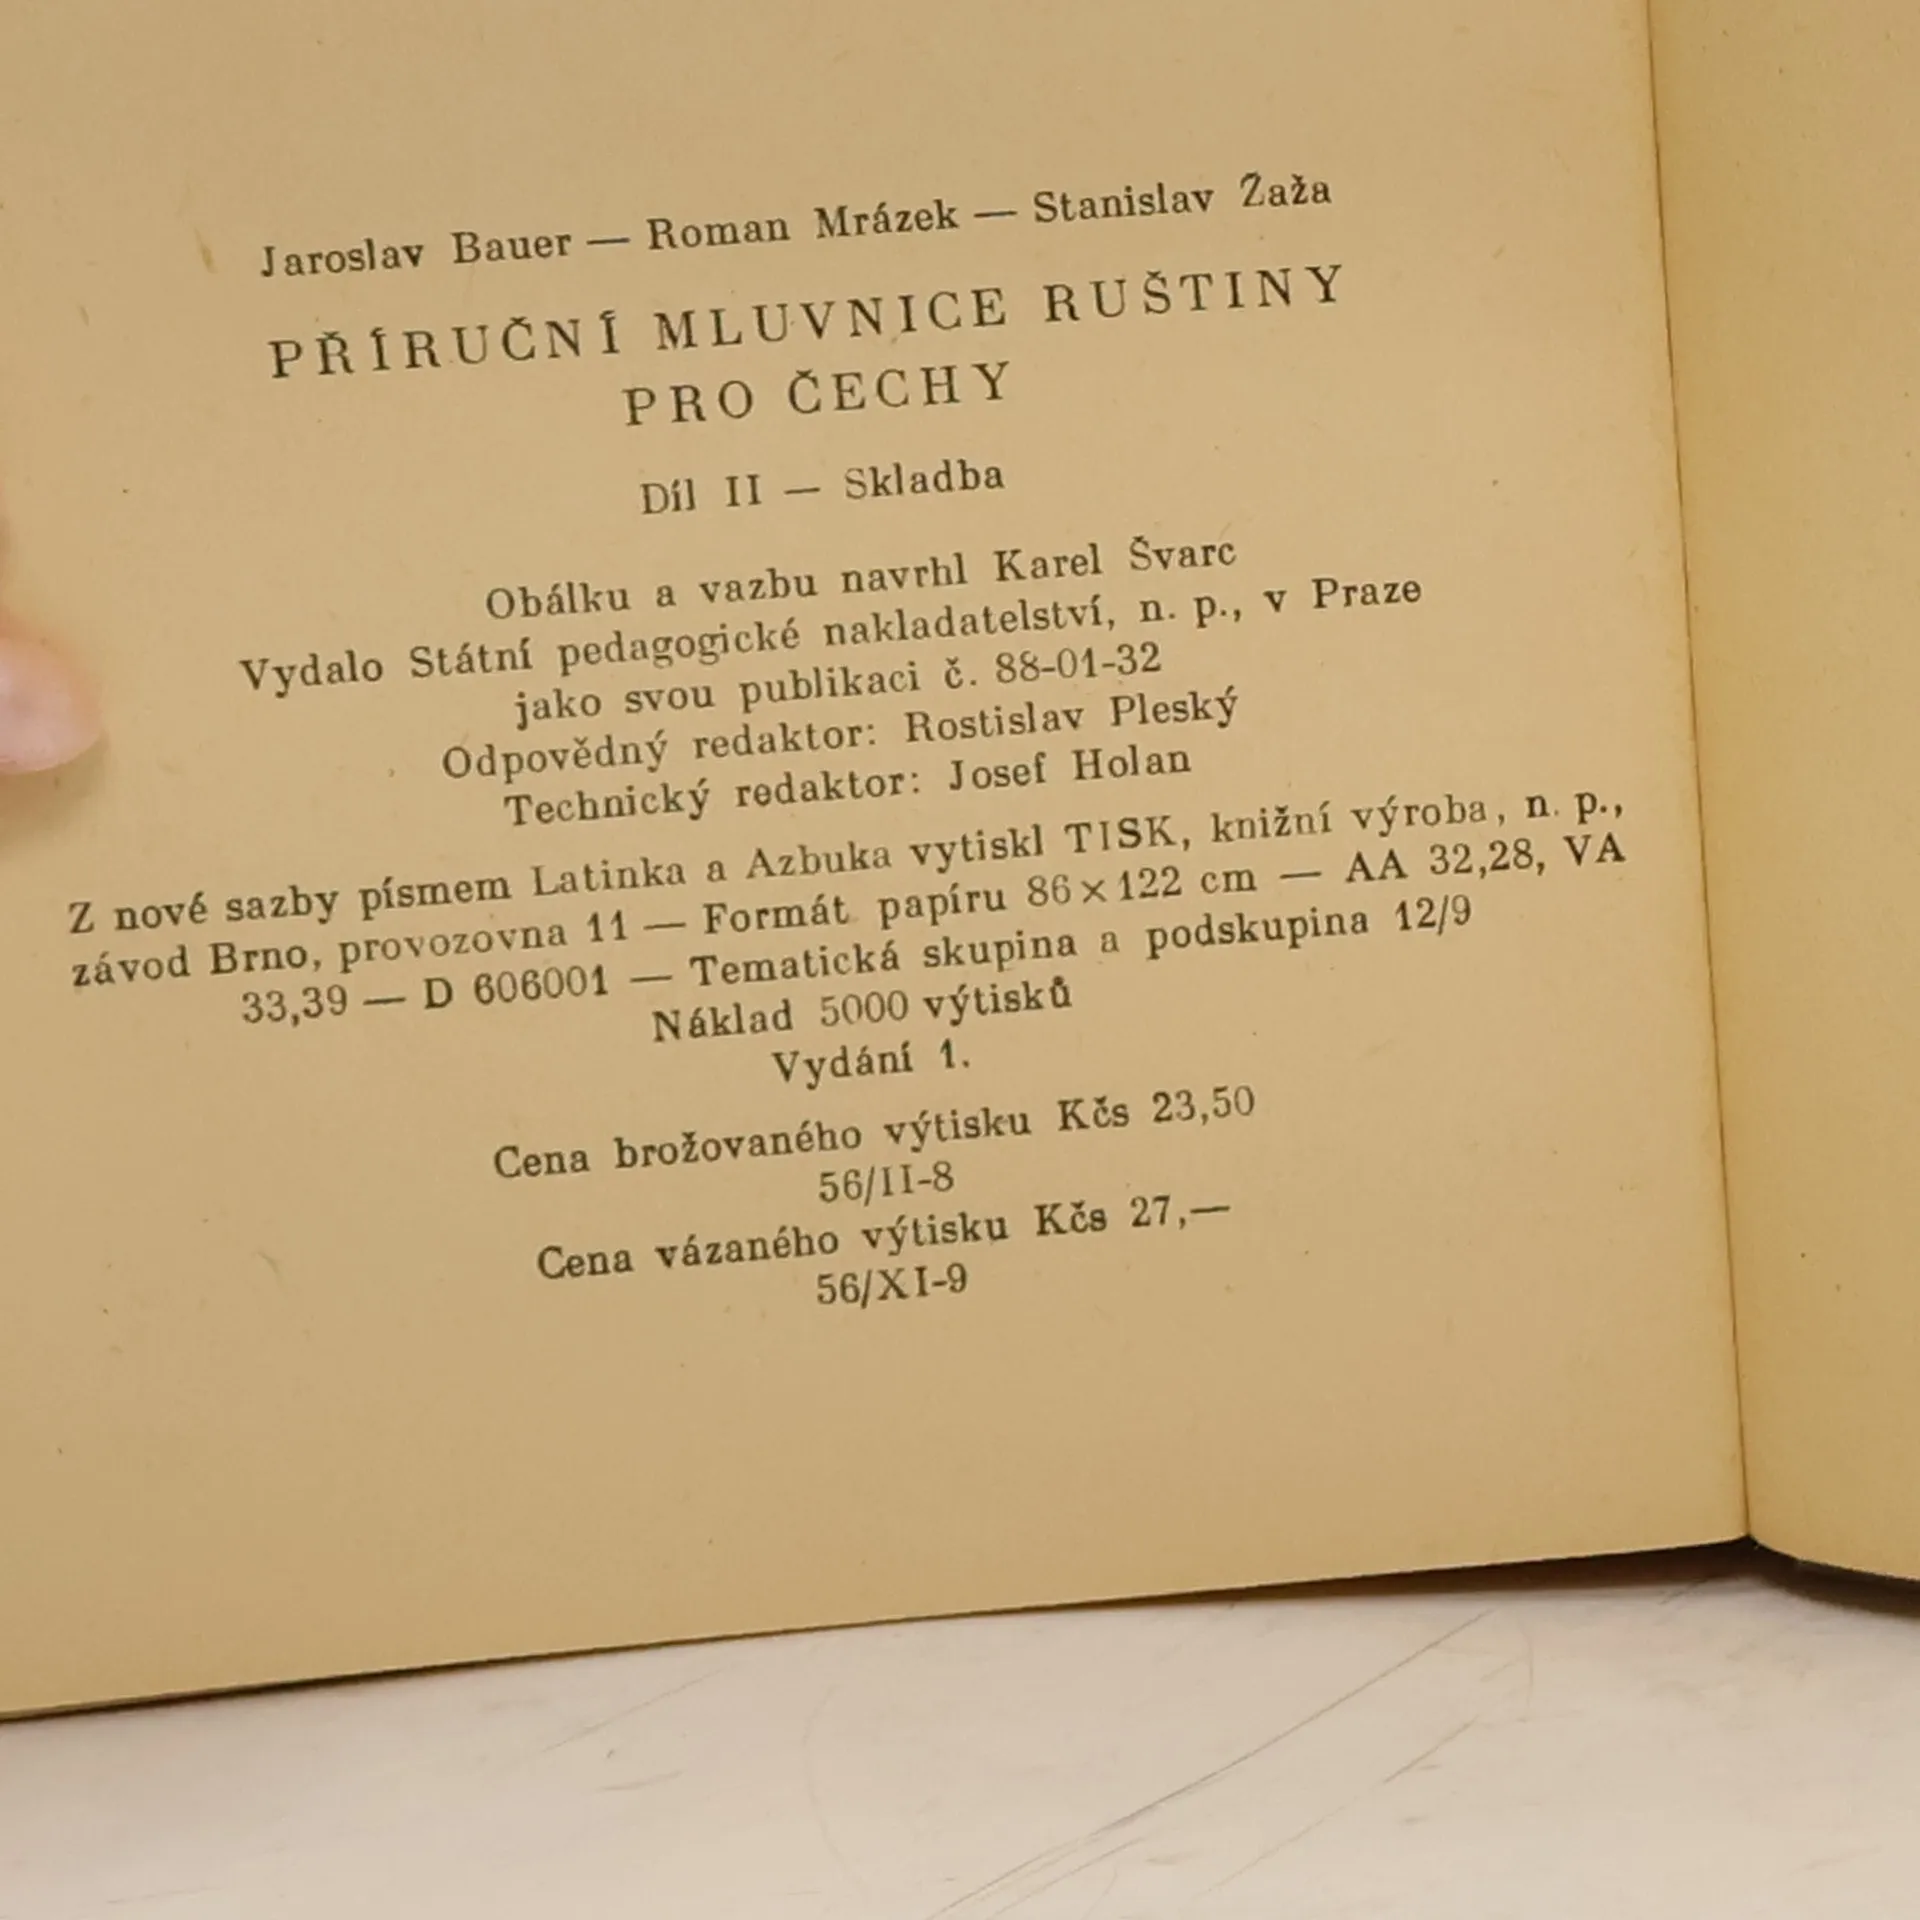 Jaroslav Bauer — Roman Mrázek — Stanislav Žaža
PŘÍRUČNÍ MLUVNICE RUŠTINY
PRO ČECHY
Díl II — Skladba
Obálku a vazbu navrhl Karel Švarc
Vydalo Státní pedagogické nakladatelství, n. p., v Praze
jako svou publikaci č. 88-01-32
Odpovědný redaktor: Rostislav Pleský
Technický redaktor: Josef Holan
Z nové sazby písmem Latinka a Azbuka vytiskl TISK, knižní výroba, n. p.,
závod Brno, provozovna 11 — Formát papíru 86 × 122 cm — AA 32,28, VA
33,39 — D 606001 — Tematická skupina a podskupina 12/9
Náklad 5000 výtisků
Vydání 1.
Cena brožovaného výtisku Kčs 23,50
56/II-8
Cena vázaného výtisku Kčs 27,—
56/XI-9